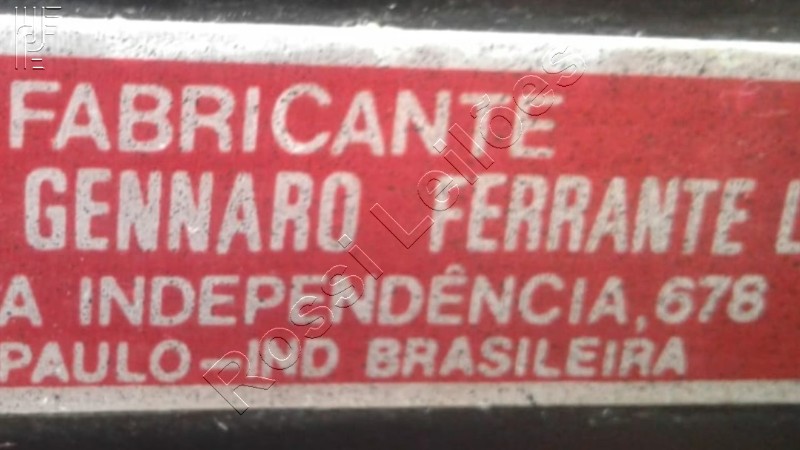 FABRICANTE
GENNARO FERRANTE L
A INDEPENDÊNCIA, 678
PAULO-IND BRASILEIRA
Rossi Leilões